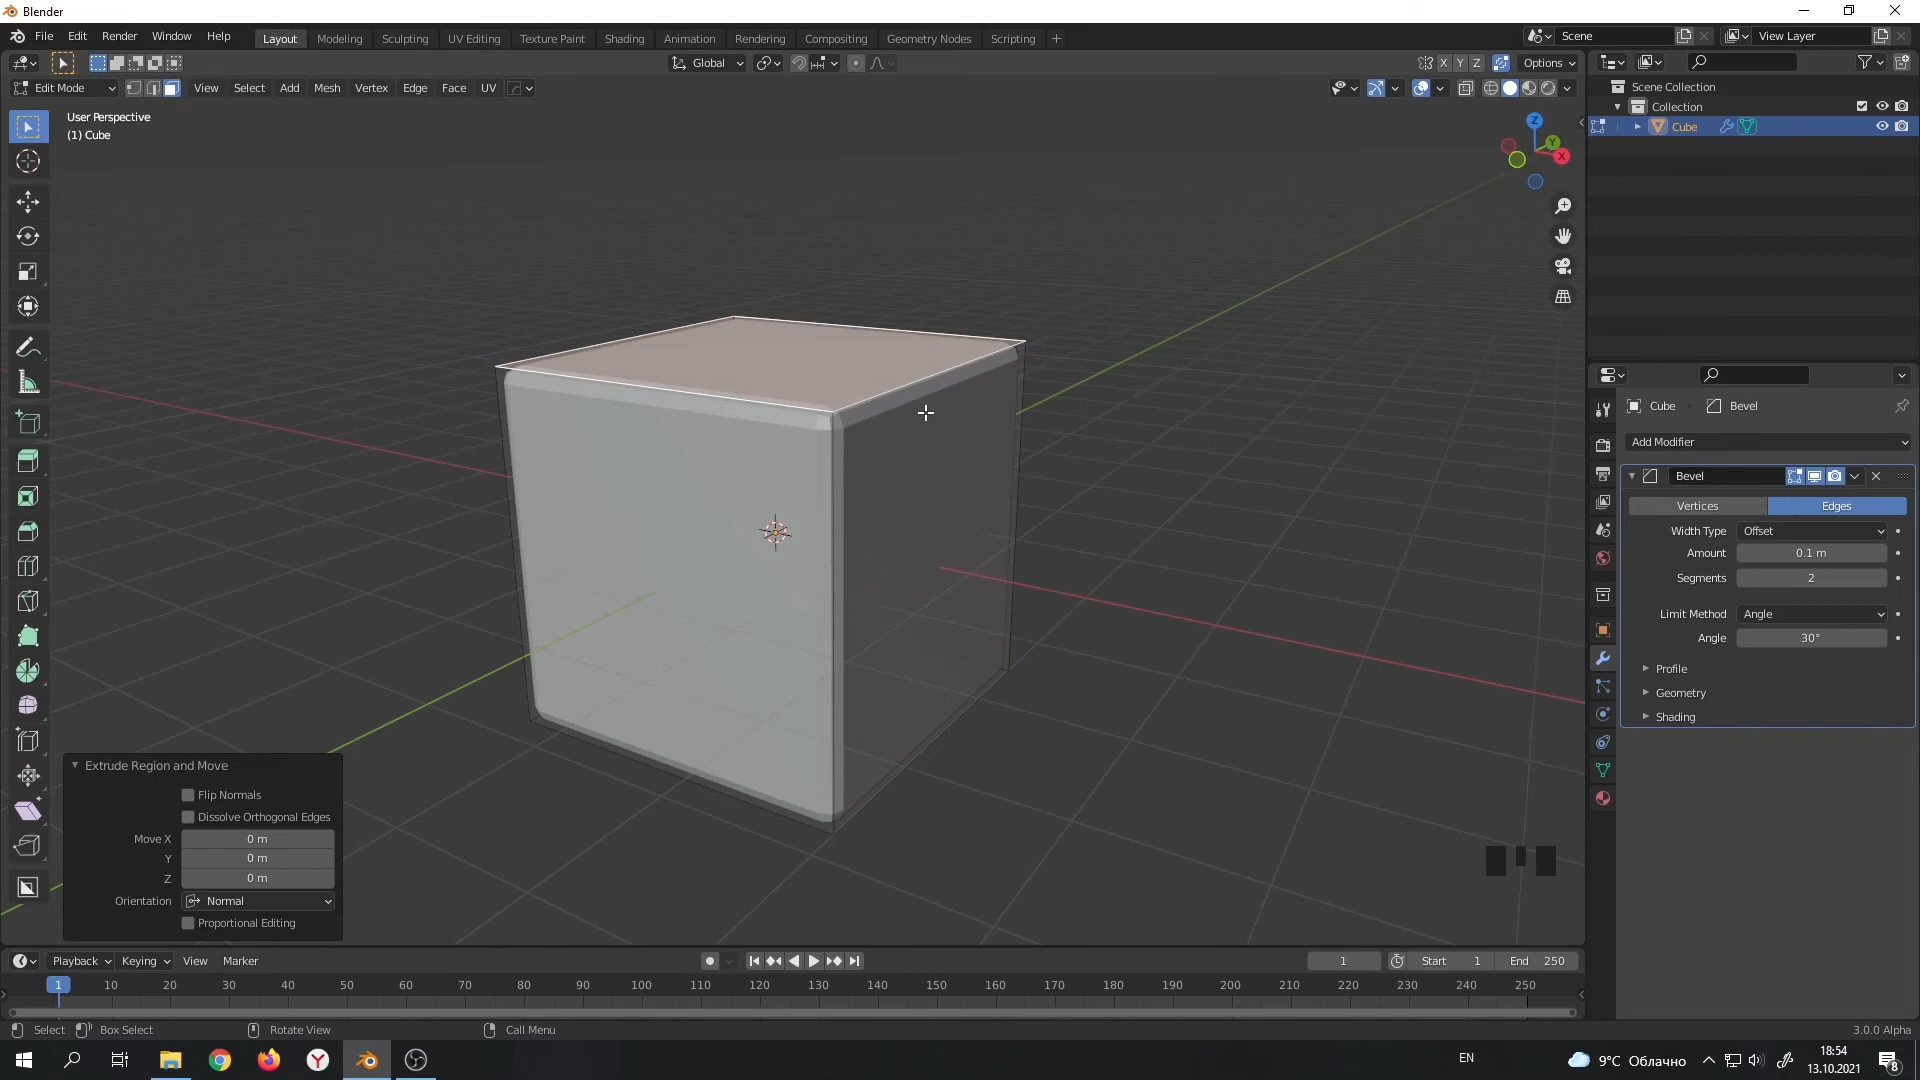 Blender
File Edit Render Window Help
Layout Modeling Sculpting UV Editing Texture Paint Shading Animation Rendering Compositing Geometry Nodes Scripting +
Scene
View Layer
Global
X Y Z
Options
Edit Mode
View Select Add Mesh Vertex Edge Face UV
User Perspective
(1) Cube
Z
Y
X
Scene Collection
Collection
Cube
Cube
Bevel
Add Modifier
Bevel
Vertices
Edges
Width Type Offset
Amount 0.1 m
Segments 2
Limit Method Angle
Angle 30°
Profile
Geometry
Shading
Extrude Region and Move
Flip Normals
Dissolve Orthogonal Edges
Move X 0 m
Y 0 m
Z 0 m
Orientation Normal
Proportional Editing
Playback Keying View Marker
1
Start 1
End 250
1 10 20 30 40 50 60 70 80 90 100 110 120 130 140 150 160 170 180 190 200 210 220 230 240 250
Select
Box Select
Rotate View
Call Menu
3.0.0 Alpha
EN
9°C Облачно
18:54
13.10.2021
8